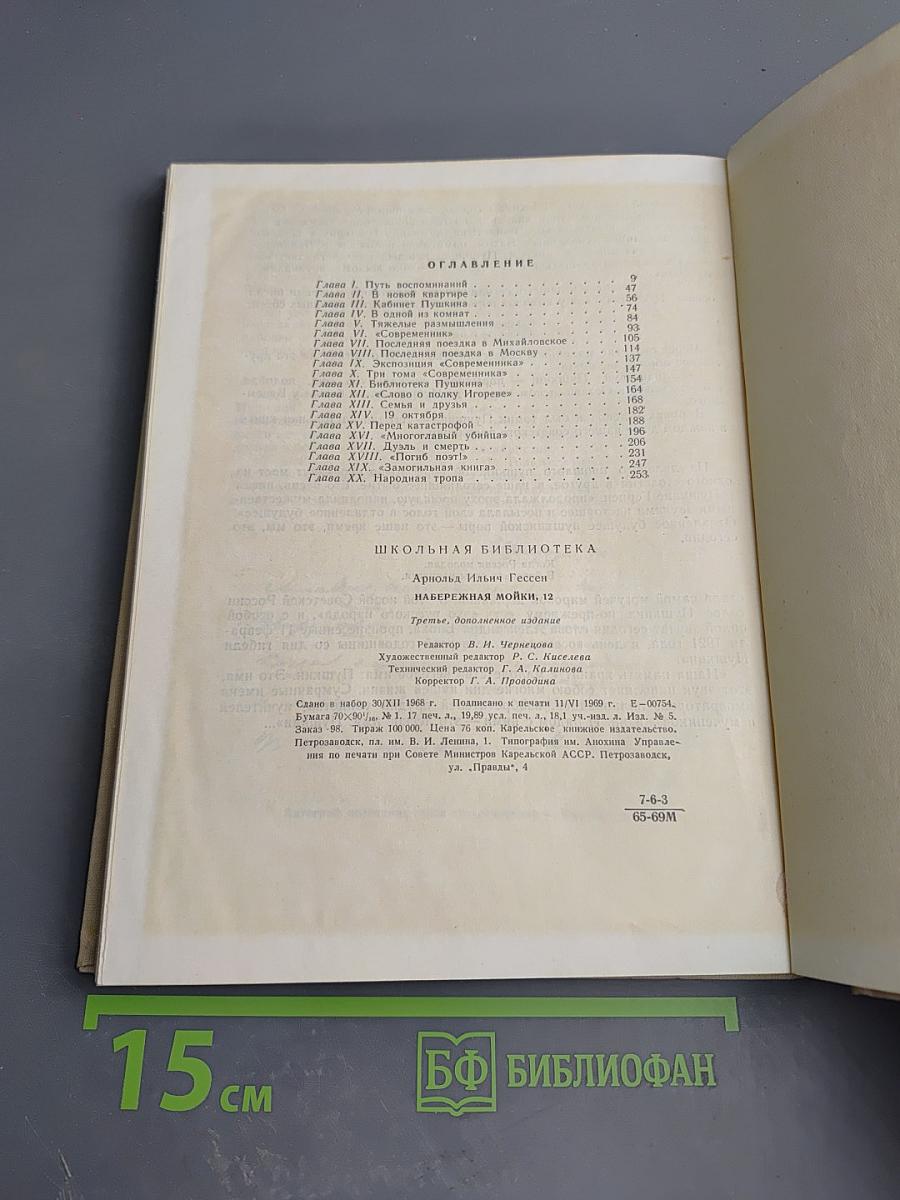 ОГЛАВЛЕНИЕ
Глава I. Путь воспоминаний . . . . . . . . . . 9
Глава II. В новой квартире . . . . . . . . . . 47
Глава III. Кабинет Пушкина . . . . . . . . . . 56
Глава IV. В одной из комнат . . . . . . . . . . 74
Глава V. Тяжелые размышления . . . . . . . . . . 84
Глава VI. «Современник» . . . . . . . . . . 93
Глава VII. Последняя поездка в Михайловское . . . . . 105
Глава VIII. Последняя поездка в Москву . . . . . . 114
Глава IX. Экспозиция «Современника» . . . . . . . 137
Глава X. Три тома «Современника» . . . . . . . . 147
Глава XI. Библиотека Пушкина . . . . . . . . . 154
Глава XII. «Слово о полку Игореве» . . . . . . . 164
Глава XIII. Семья и друзья . . . . . . . . . . 168
Глава XIV. 19 октября . . . . . . . . . . 182
Глава XV. Перед катастрофой . . . . . . . . . 188
Глава XVI. «Многоглавый убийца» . . . . . . . . 196
Глава XVII. Дуэль и смерть . . . . . . . . . . 206
Глава XVIII. «Погиб поэт!» . . . . . . . . . . 231
Глава XIX. «Замогильная книга» . . . . . . . . 247
Глава XX. Народная тропа . . . . . . . . . . 253
ШКОЛЬНАЯ БИБЛИОТЕКА
Арнольд Ильич Гессен
НАБЕРЕЖНАЯ МОЙКИ, 12
Третье, дополненное издание
Редактор В. И. Чернецова
Художественный редактор Р. С. Киселева
Технический редактор Г. А. Калинова
Корректор Г. А. Проводина
Сдано в набор 30/XII 1968 г. Подписано к печати 11/VI 1969 г. Е—00754.
Бумага 70×90¹/₁₆, № 1. 17 печ. л., 19,89 усл. печ. л., 18,1 уч.-изд. л. Изд. № 5.
Заказ 98. Тираж 100 000. Цена 76 коп. Карельское книжное издательство.
Петрозаводск, пл. им. В. И. Ленина, 1. Типография им. Анохина Управле-
ния по печати при Совете Министров Карельской АССР. Петрозаводск,
ул. „Правды“, 4
7-6-3
65-69М
15 см
БФ БИБЛИОФАН